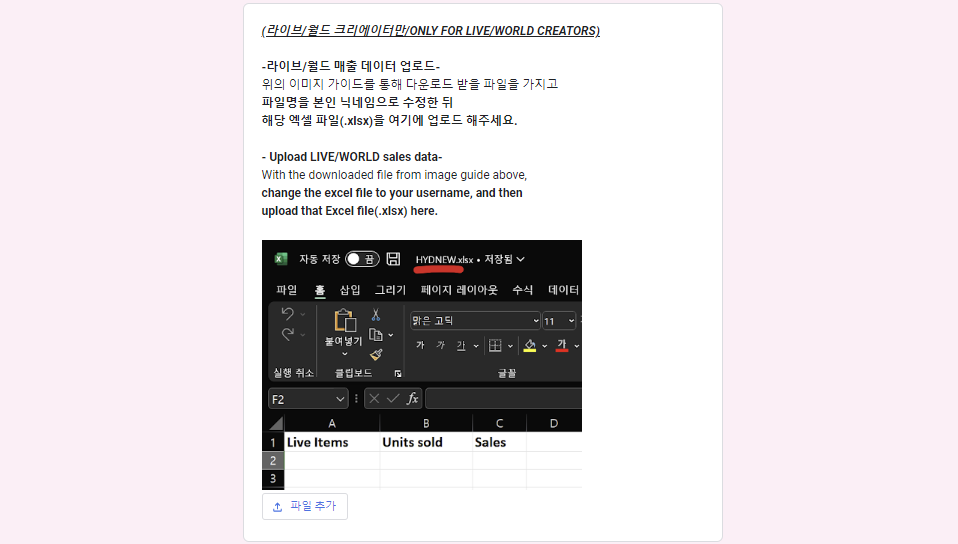 (라이브/월드 크리에이터만/ONLY FOR LIVE/WORLD CREATORS)
-라이브/월드 매출 데이터 업로드-
위의 이미지 가이드를 통해 다운로드 받을 파일을 가지고
파일명을 본인 닉네임으로 수정한 뒤
해당 엑셀 파일(.xlsx)을 여기에 업로드 해주세요.
- Upload LIVE/WORLD sales data-
With the downloaded file from image guide above,
change the excel file to your username, and then
upload that Excel file(.xlsx) here.
자동 저장 끔 HYDNEW.xlsx • 저장됨
파일 홈 삽입 그리기 페이지 레이아웃 수식 데이터
붙여넣기 맑은 고딕 11
가 가 가 가
실행 취소 클립보드 글꼴
F2 fx
A B C D
1 Live Items Units sold Sales
2
3
파일 추가